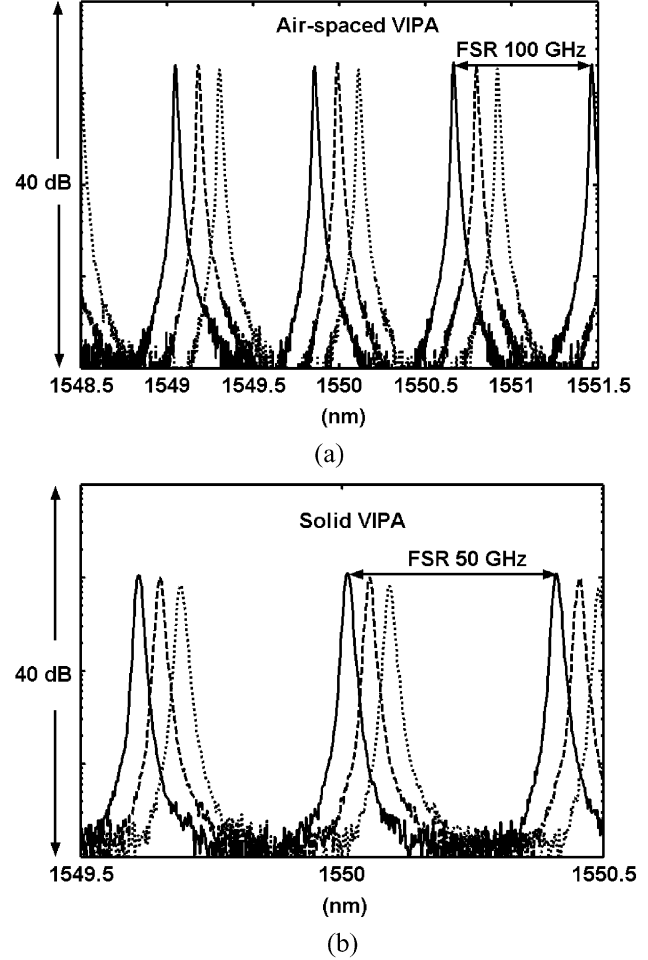 Air-spaced VIPA
FSR 100 GHz
40 dB
1548.5 1549 1549.5 1550 1550.5 1551 1551.5
(nm)
(a)
Solid VIPA
FSR 50 GHz
40 dB
1549.5 1550 1550.5
(nm)
(b)